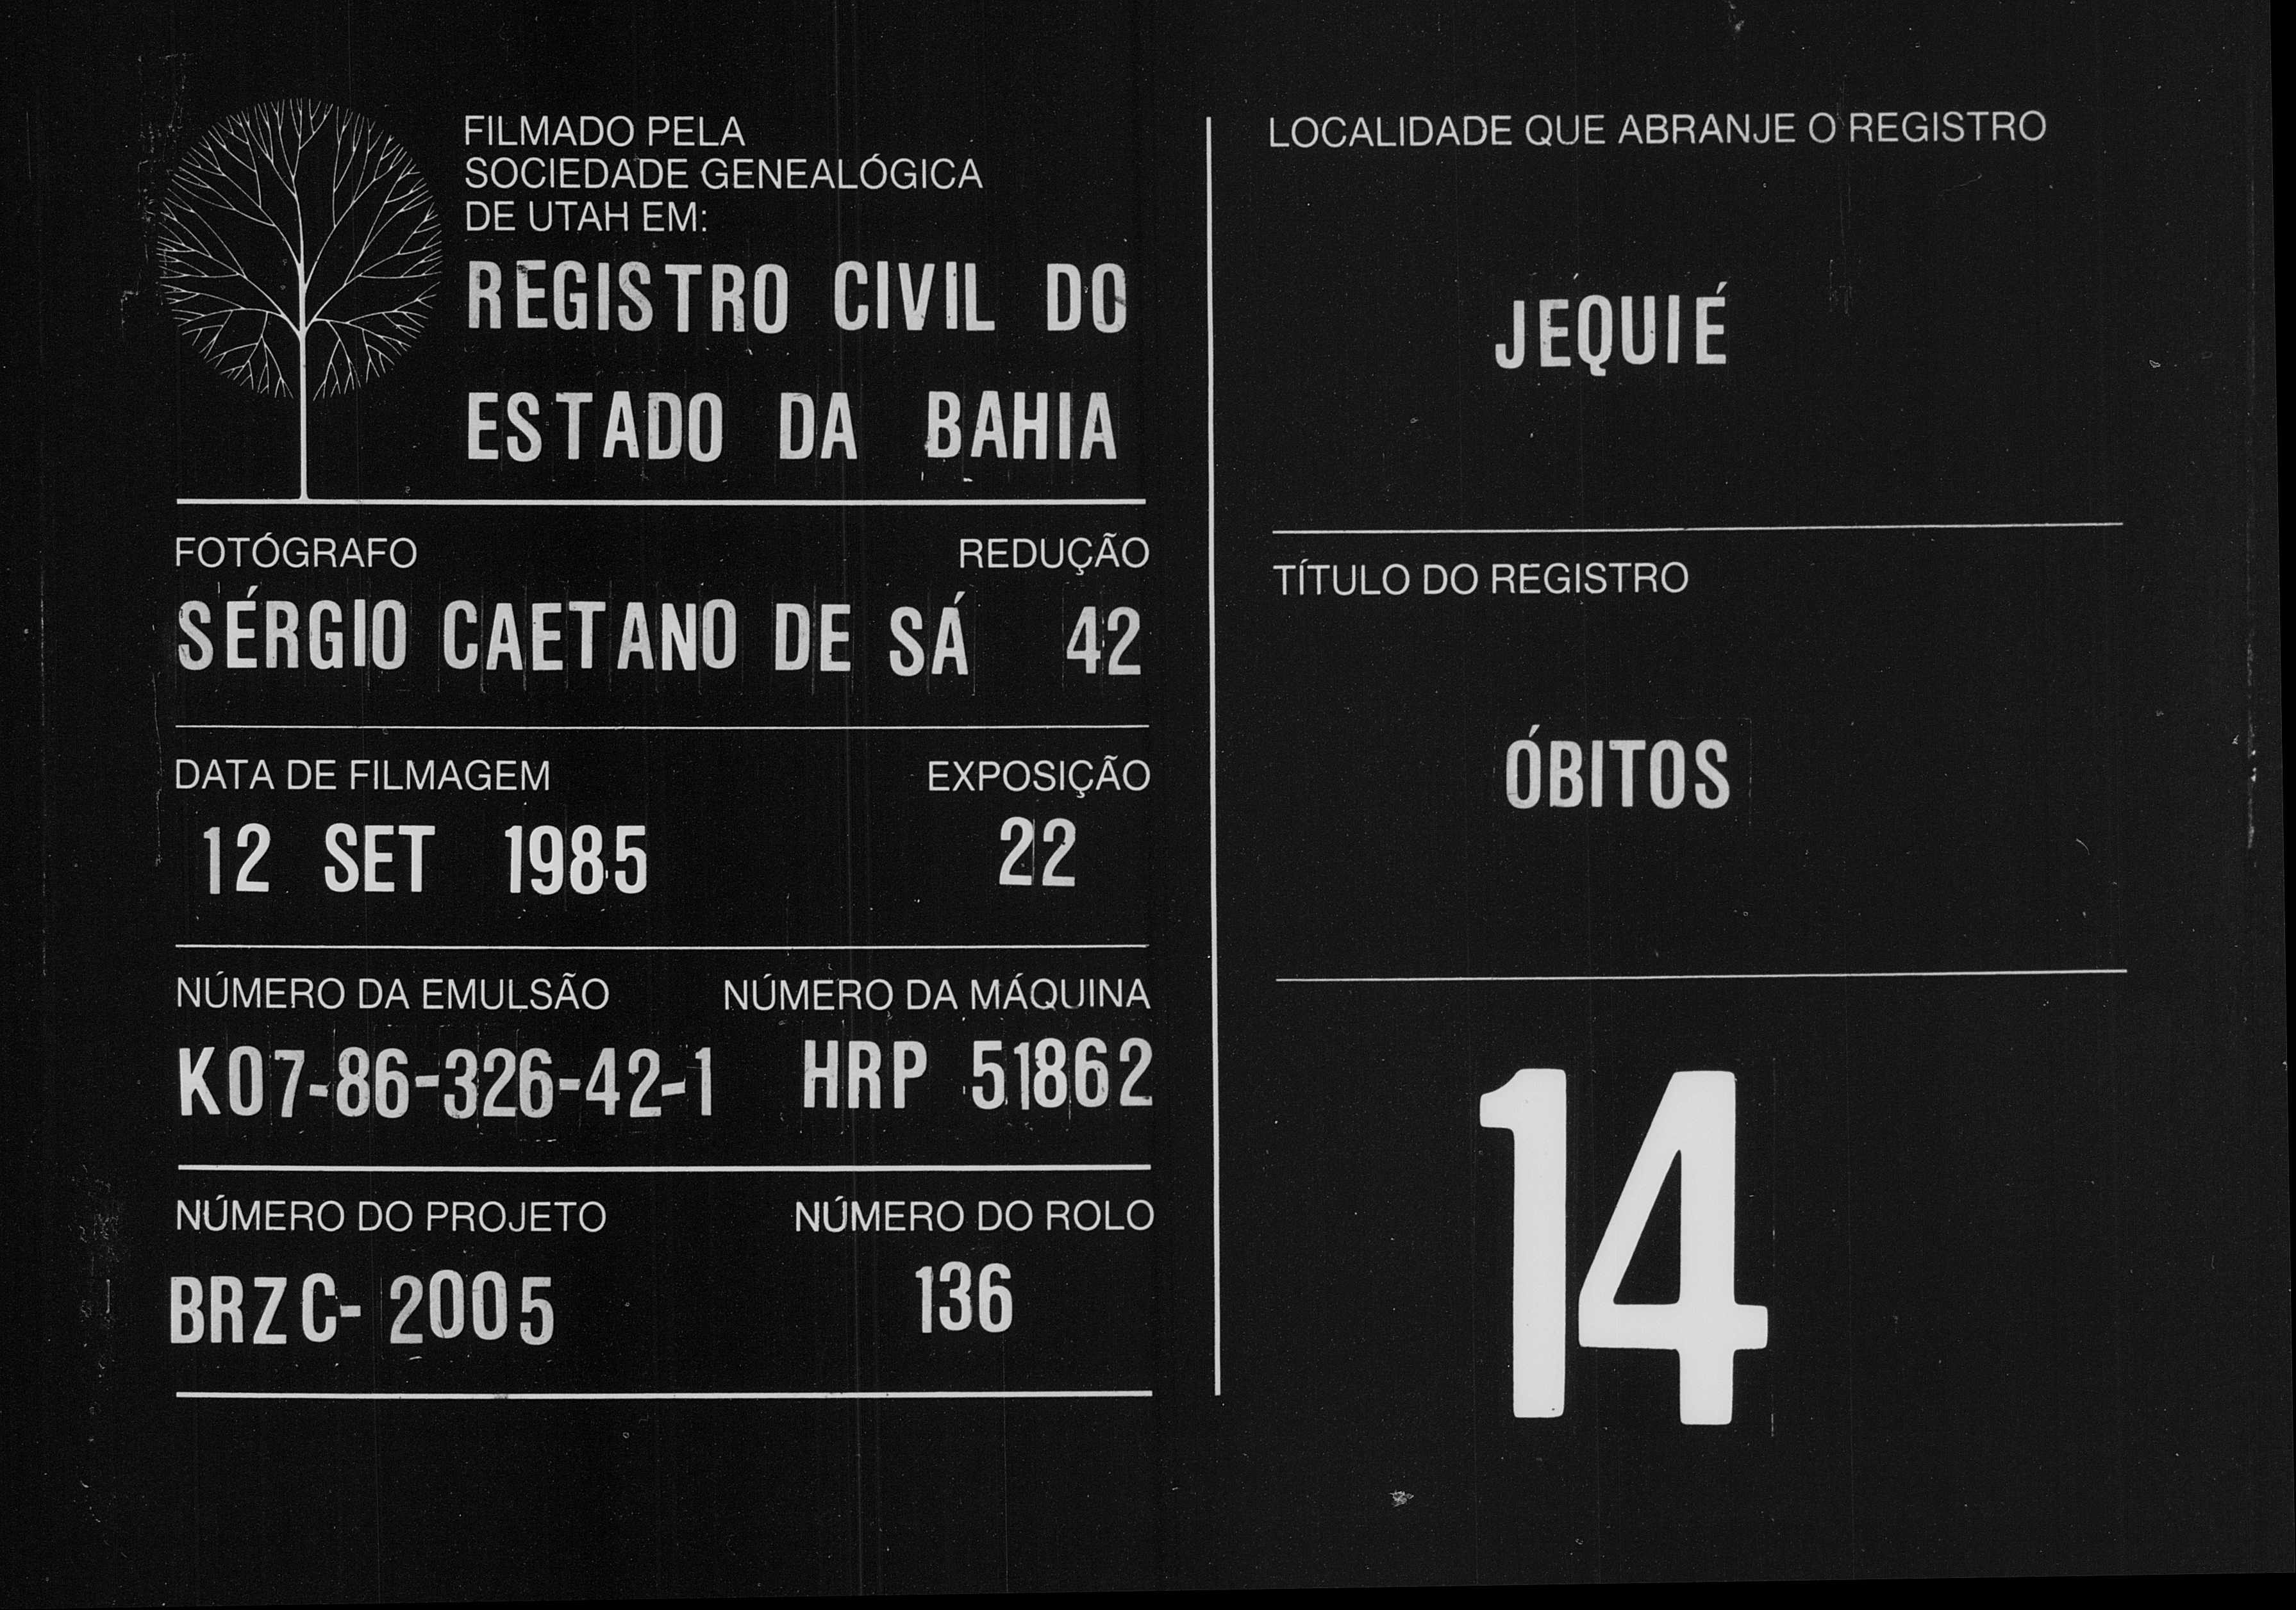 FILMADO PELA
SOCIEDADE GENEALÓGICA
DE UTAH EM:
REGISTRO CIVIL DO
ESTADO DA BAHIA
FOTÓGRAFO REDUÇÃO
SÉRGIO CAETANO DE SÁ 42
DATA DE FILMAGEM EXPOSIÇÃO
12 SET 1985 22
NÚMERO DA EMULSÃO NÚMERO DA MÁQUINA
K07-86-326-42-1 HRP 51862
NÚMERO DO PROJETO NÚMERO DO ROLO
BRZC-2005 136
LOCALIDADE QUE ABRANJE O REGISTRO
JEQUIÉ
TÍTULO DO REGISTRO
ÓBITOS
14